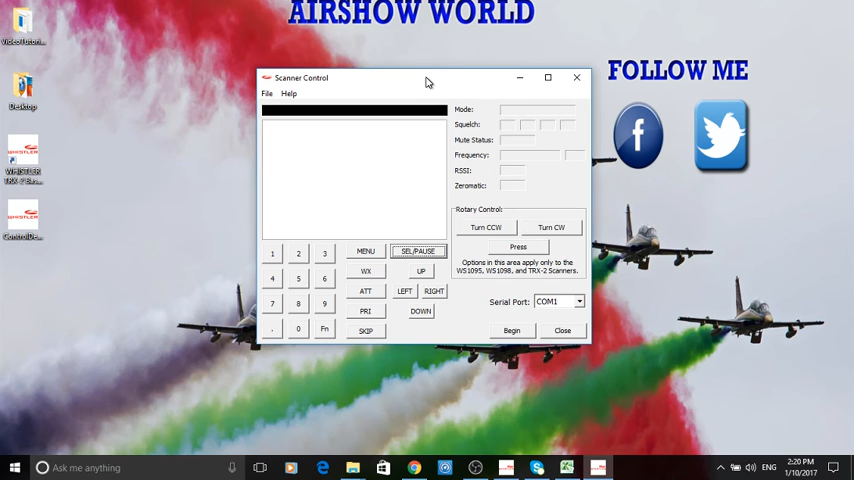 AIRSHOW WORLD
FOLLOW ME
VideoTutori...
Desktop
WHISTLER
WHISTLER
TRX-2 Bas...
WHISTLER
ControlDe...
Scanner Control
File Help
Mode:
Squelch:
Mute Status:
Frequency:
RSSI:
Zeromatic:
Rotary Control:
Turn CCW Turn CW
Press
Options in this area apply only to the
WS1095, WS1098, and TRX-2 Scanners.
1 2 3 MENU SEL/PAUSE
4 5 6 WX UP
ATT LEFT RIGHT
7 8 9 PRI DOWN
. 0 Fn SKIP
Serial Port: COM1
Begin Close
Ask me anything
ENG
2:20 PM
1/10/2017